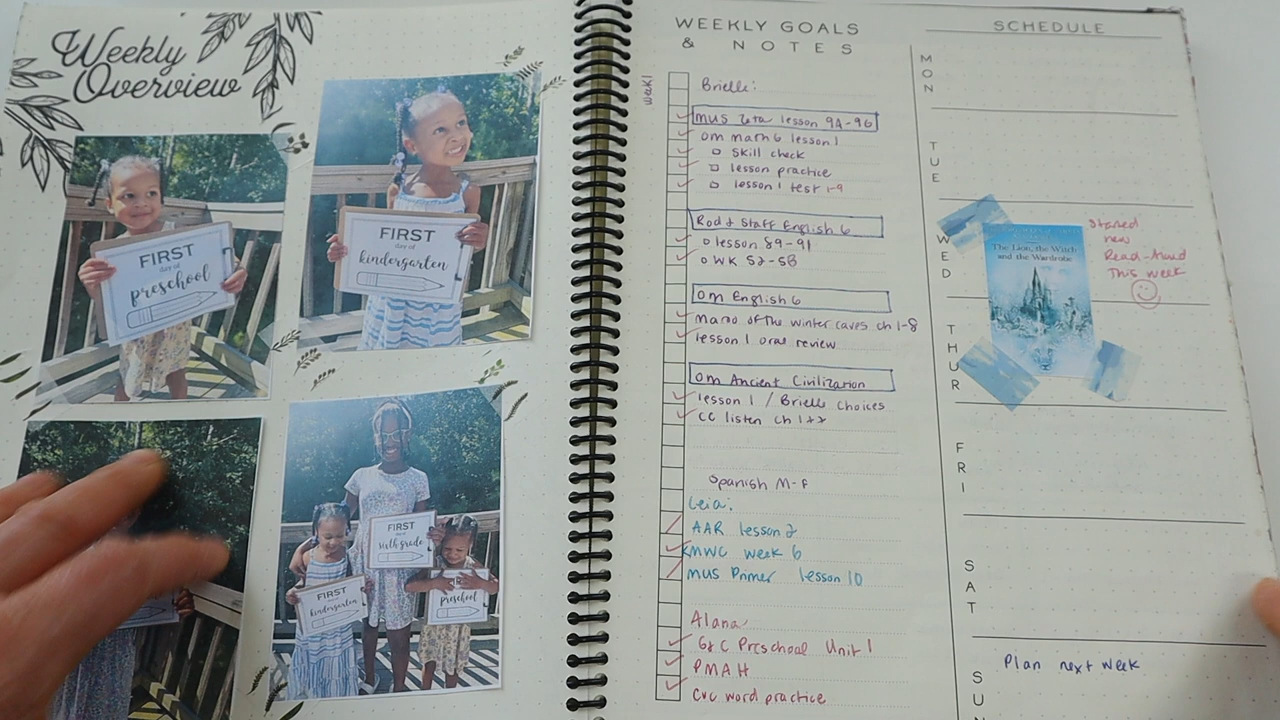 Weekly
Overview
FIRST
day of
preschool
FIRST
day of
kindergarten
FIRST
day of
sixth grade
FIRST
day of
kindergarten
preschool
WEEKLY GOALS
& NOTES
week 1
Brielle:
MUS Zeta lesson 9A-9G
OM math 6 lesson 1
skill check
lesson practice
lesson 1 test 1-9
Rod & Staff English 6
lesson 89-91
WK 52-58
OM English 6
Mara of the winter caves ch 1-8
lesson 1 oral review
OM Ancient Civilization
lesson 1 / Brielle Choices
CC listen ch 1+2
Spanish M-F
Leia:
AAR lesson 2
MWC week 6
MUS Primer lesson 10
Alana
G&C Preschool Unit 1
PMAH
CVC word practice
SCHEDULE
MON
TUE
WED
The Lion, the Witch
and the Wardrobe
Started
new
Read-Aloud
This week
THUR
FRI
SAT
SUN
Plan next week